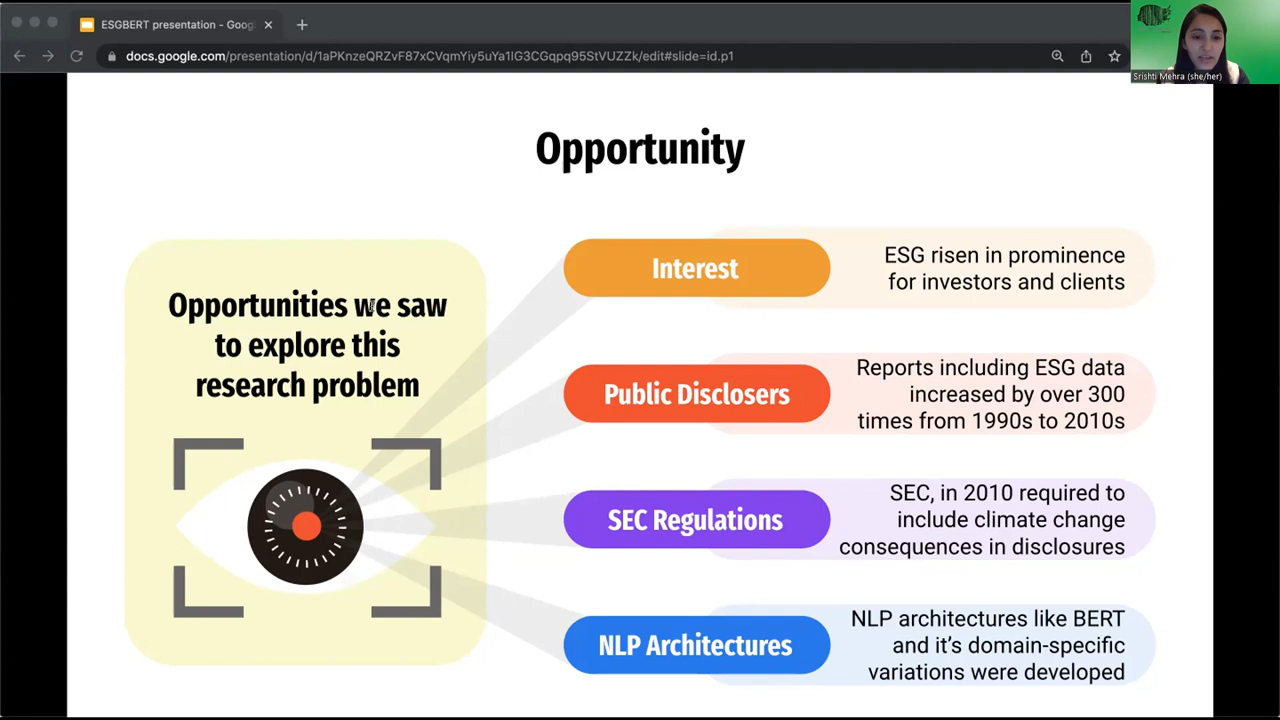 ESGBERT presentation - Goog
docs.google.com/presentation/d/1aPKnzeQRZvF87xCVqmYiy5uYa1lG3CGqpq95StVUZZk/edit#slide=id.p1
Srishti Mehra (she/her)
Opportunity
Opportunities we saw
to explore this
research problem
Interest
ESG risen in prominence
for investors and clients
Public Disclosers
Reports including ESG data
increased by over 300
times from 1990s to 2010s
SEC Regulations
SEC, in 2010 required to
include climate change
consequences in disclosures
NLP Architectures
NLP architectures like BERT
and it's domain-specific
variations were developed